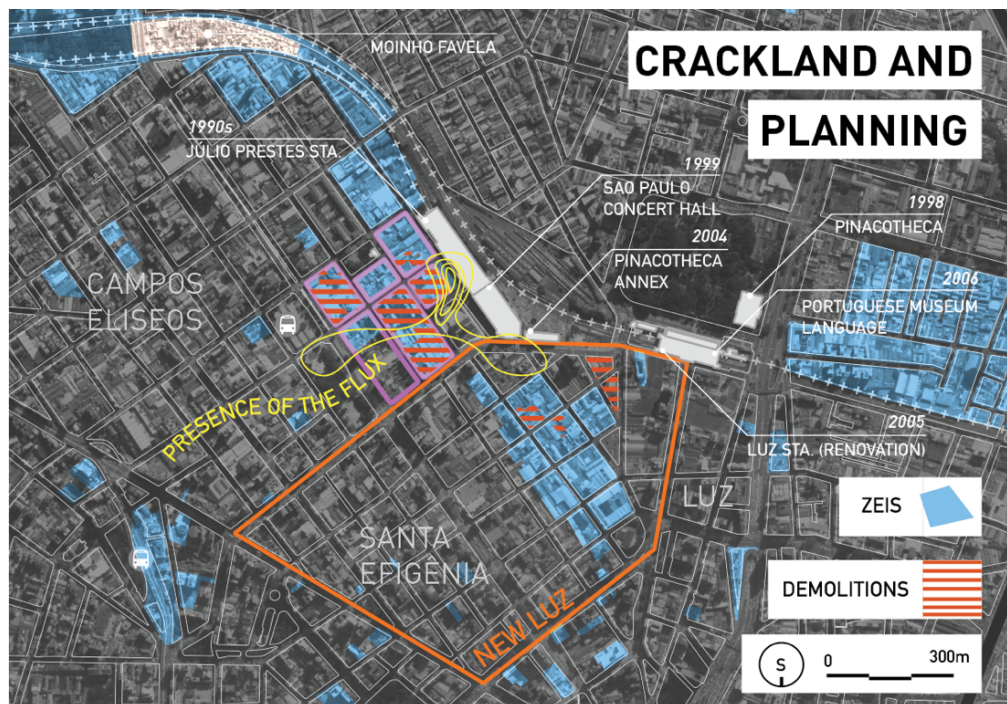 MOINHO FAVELA
CRACKLAND AND
PLANNING
1990s
JÚLIO PRESTES STA.
1999
SAO PAULO
CONCERT HALL
1998
PINACOTHECA
2004
PINACOTHECA
ANNEX
2006
PORTUGUESE MUSEUM
LANGUAGE
CAMPOS
ELISEOS
PRESENCE OF THE FLUX
2005
LUZ STA. (RENOVATION)
LUZ
ZEIS
SANTA
EPIGÊNIA
DEMOLITIONS
NEW LUZ
S
0
300m